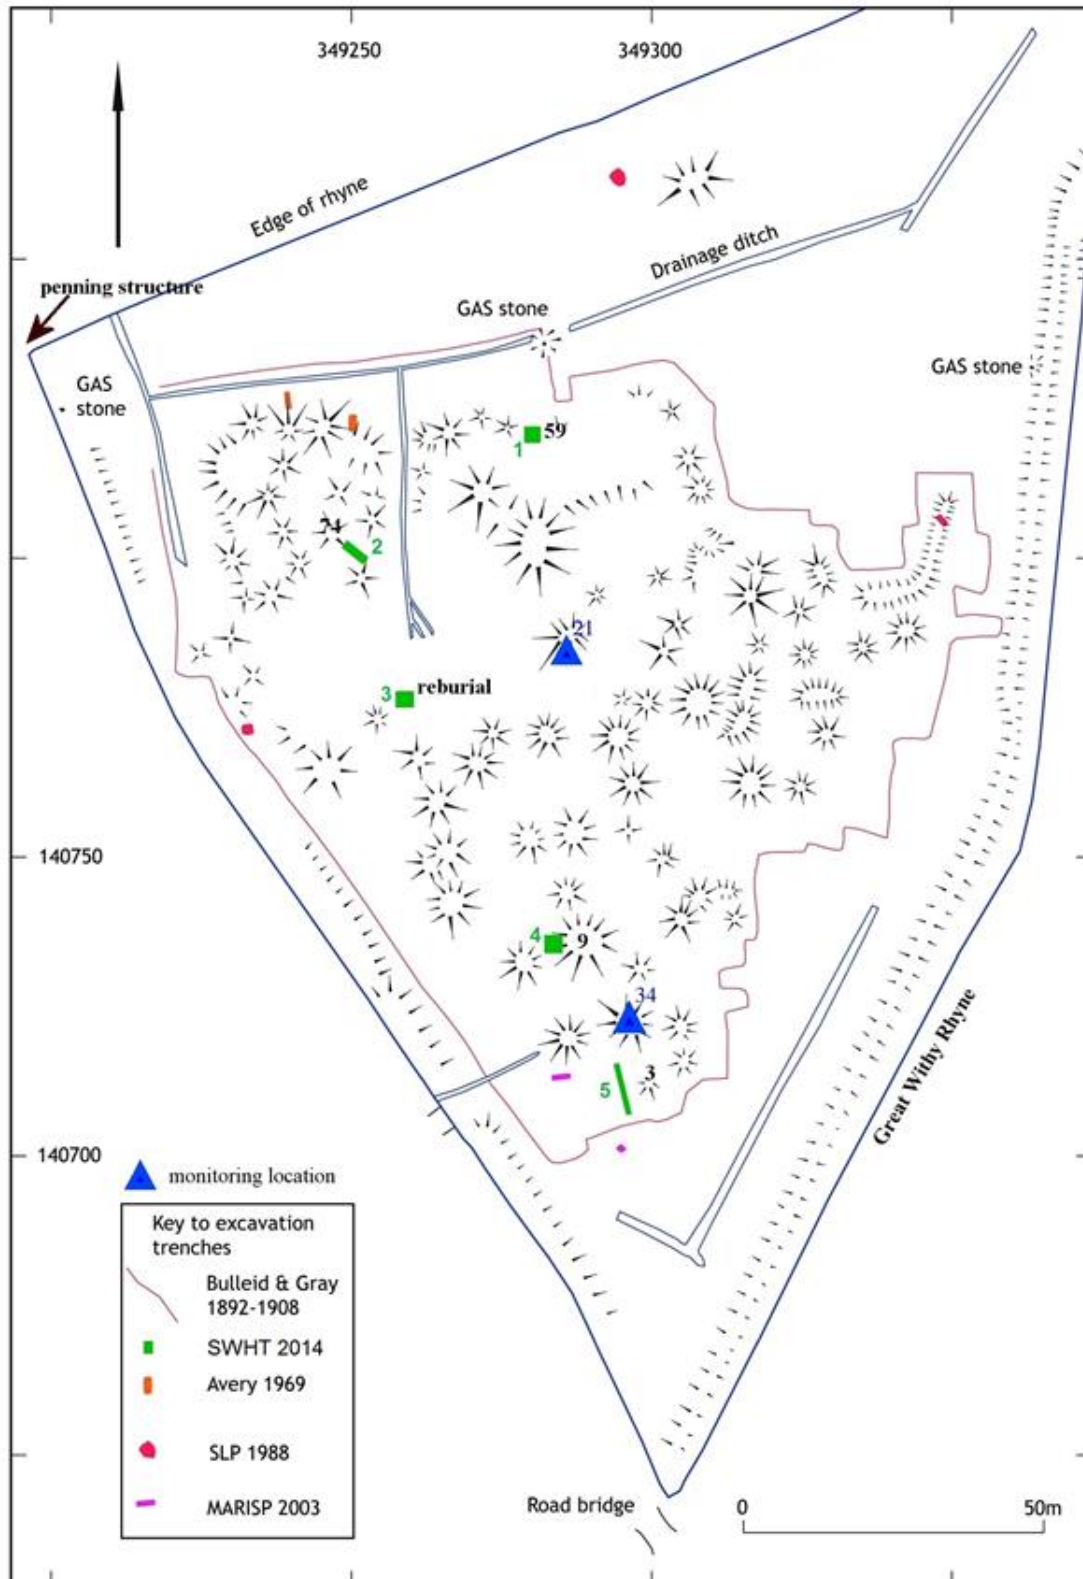 349250
349300
Edge of rhyne
Drainage ditch
penning structure
GAS stone
GAS
stone
GAS stone
59
1
74
2
21
3
reburial
140750
4
9
34
3
5
Great Withy Rhyne
140700
monitoring location
Key to excavation
trenches
Bulleid & Gray
1892-1908
SWHT 2014
Avery 1969
SLP 1988
MARISP 2003
Road bridge
0
50m